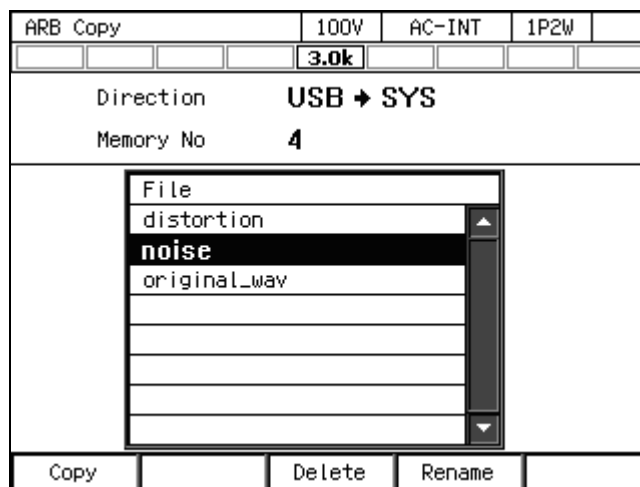 ARB Copy 100V AC-INT 1P2W
3.0k
Direction USB → SYS
Memory No 4
File
distortion
noise
original_wav
Copy Delete Rename